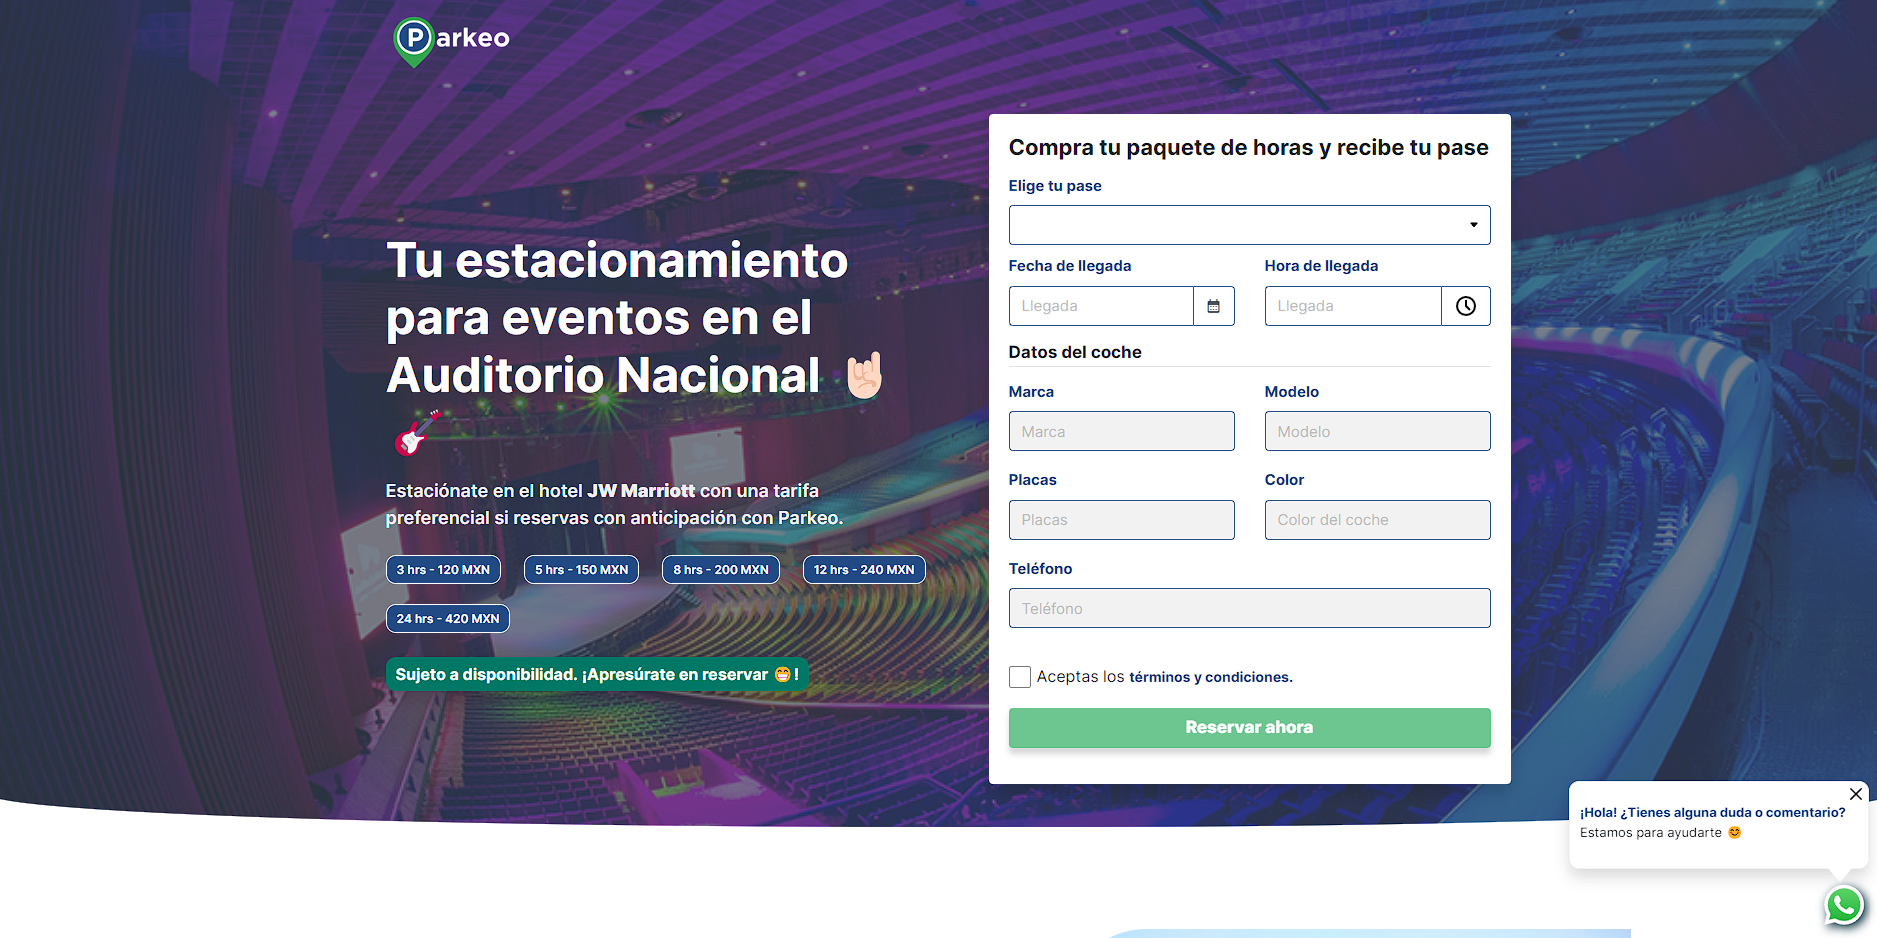 Parkeo
Tu estacionamiento
para eventos en el
Auditorio Nacional 🤘🏻
🎸
Estaciónate en el hotel JW Marriott con una tarifa
preferencial si reservas con anticipación con Parkeo.
3 hrs - 120 MXN
5 hrs - 150 MXN
8 hrs - 200 MXN
12 hrs - 240 MXN
24 hrs - 420 MXN
Sujeto a disponibilidad. ¡Apresúrate en reservar 😁!
Compra tu paquete de horas y recibe tu pase
Elige tu pase
Fecha de llegada
Hora de llegada
Llegada
Llegada
Datos del coche
Marca
Modelo
Marca
Modelo
Placas
Color
Placas
Color del coche
Teléfono
Teléfono
Aceptas los términos y condiciones.
Reservar ahora
¡Hola! ¿Tienes alguna duda o comentario?
Estamos para ayudarte 😊